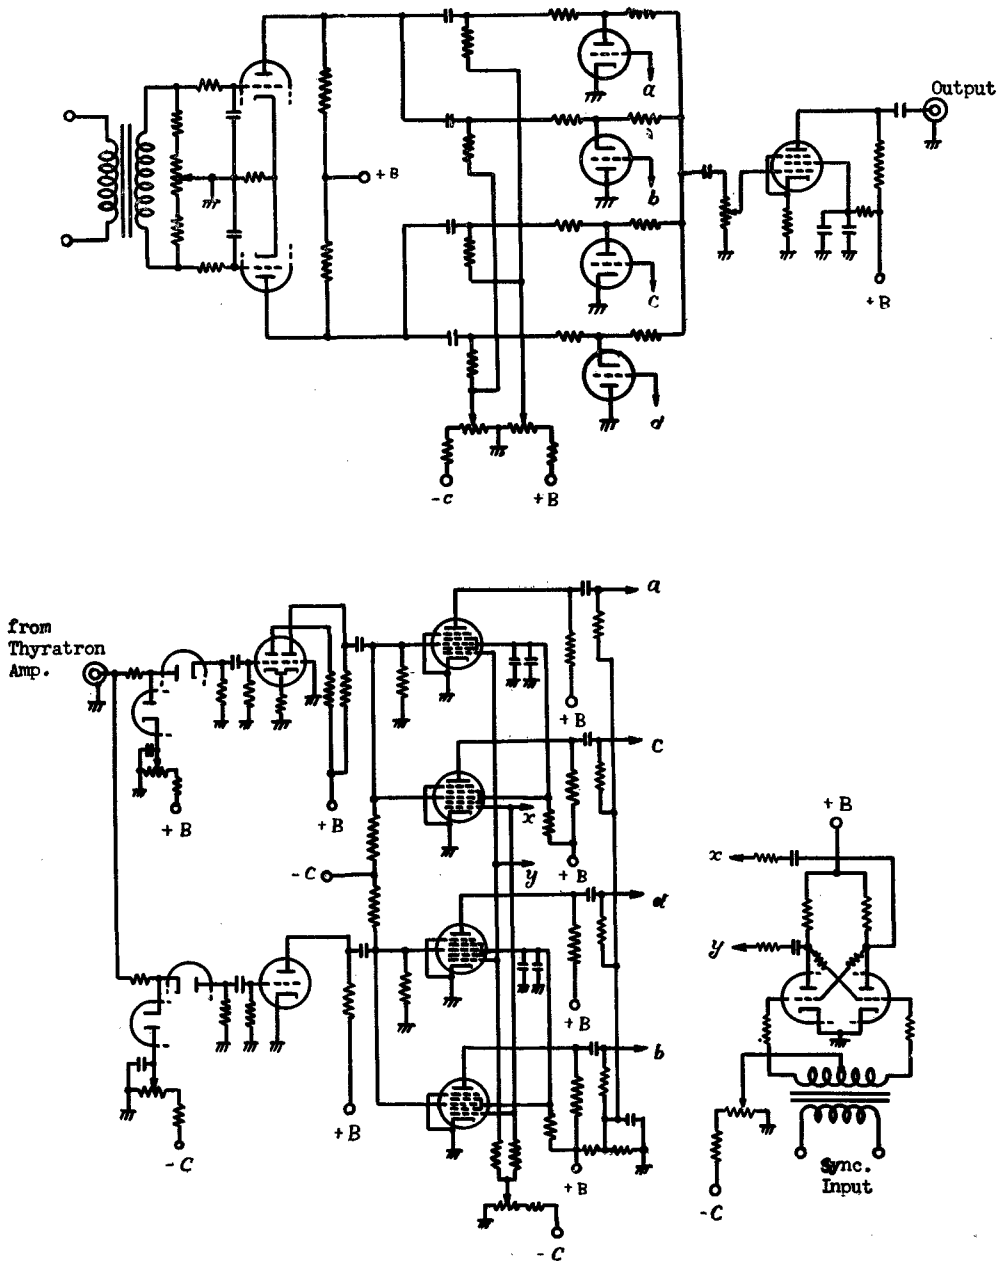 Output
a
+B
b
c
+B
d
-c
+B
a
from
Thyratron
Amp.
+B
c
+B
+B
x
+B
-C
y
+B
x
d
y
+B
b
+B
-C
+B
Sync.
Input
-C
-C